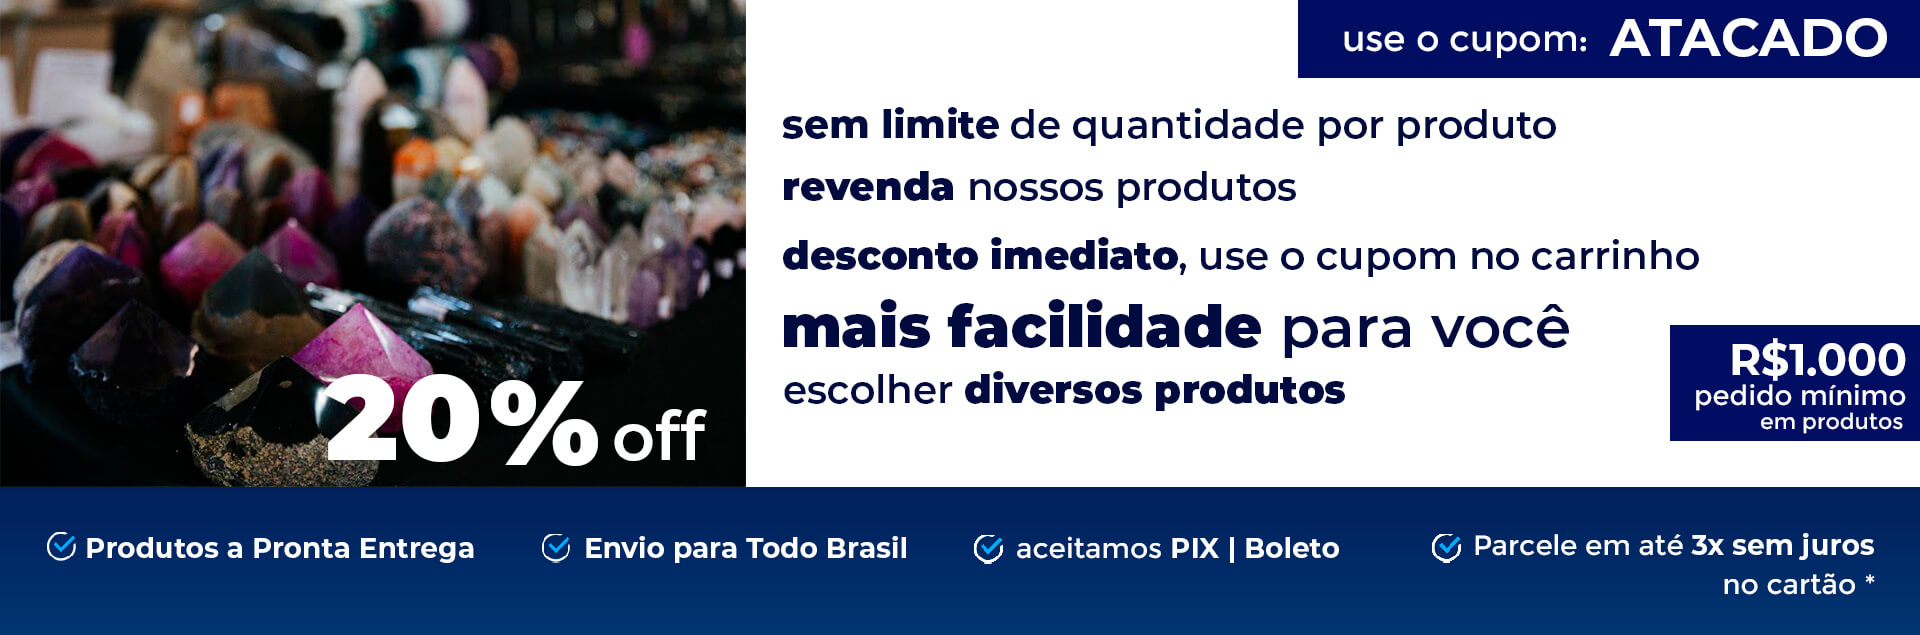 use o cupom: ATACADO
sem limite de quantidade por produto
revenda nossos produtos
desconto imediato, use o cupom no carrinho
mais facilidade para você
escolher diversos produtos
R$1.000
pedido mínimo
em produtos
20% off
Produtos a Pronta Entrega
Envio para Todo Brasil
aceitamos PIX | Boleto
Parcele em até 3x sem juros
no cartão *